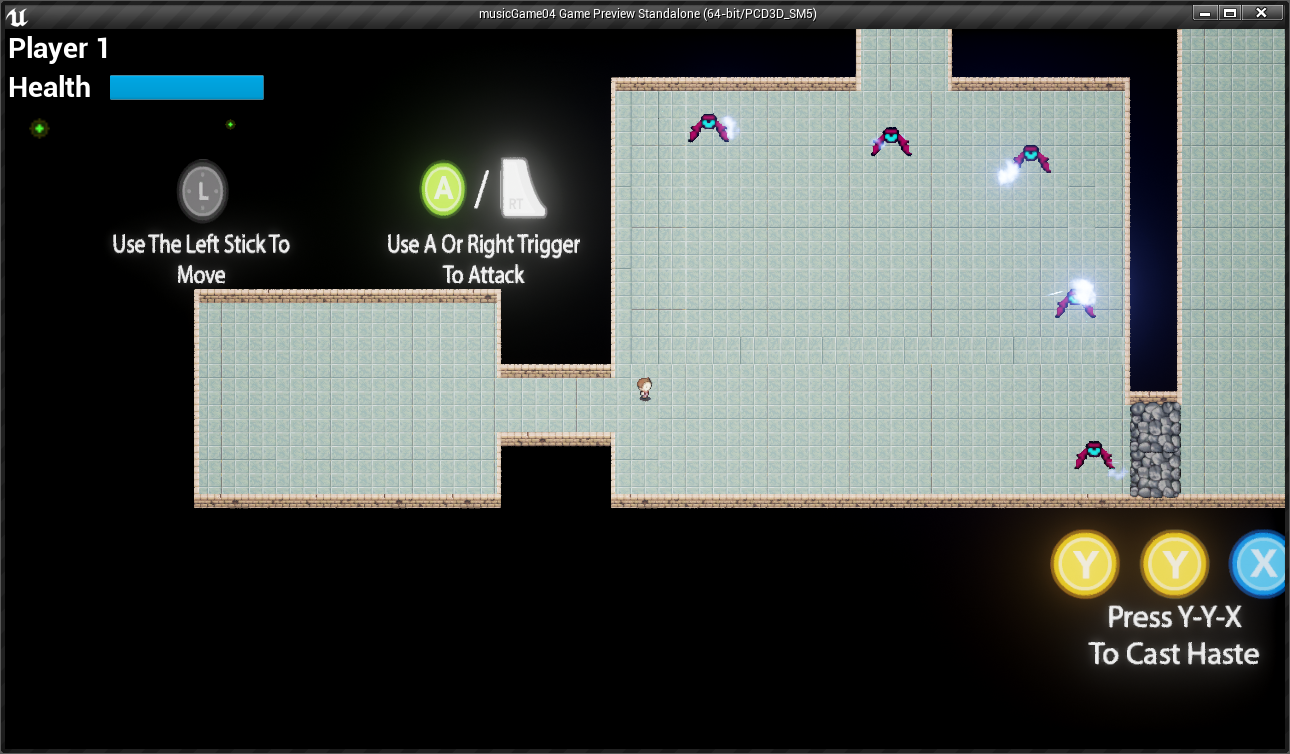 musicGame04 Game Preview Standalone (64-bit/PCD3D_SM5)
Player 1
Health
L
A / RT
Use The Left Stick To
Move
Use A Or Right Trigger
To Attack
Y Y X
Press Y-Y-X
To Cast Haste